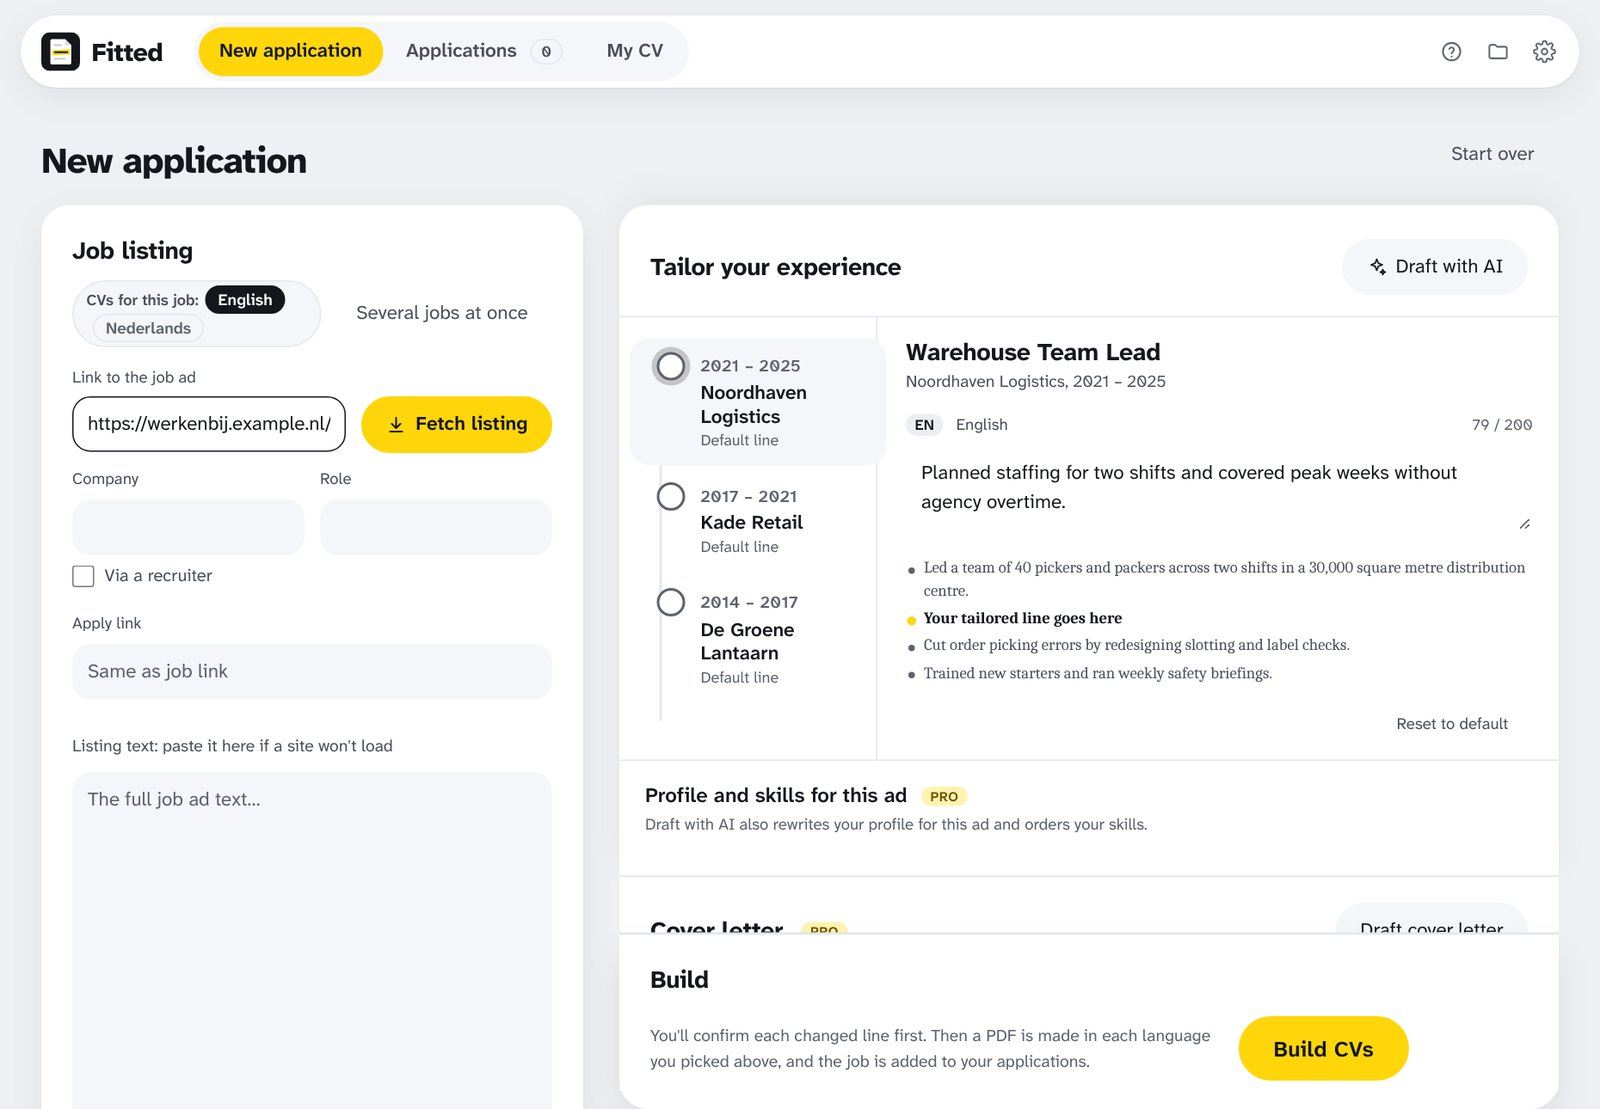 Fitted
New application
Applications 0
My CV
New application
Start over
Job listing
CVs for this job: English
Nederlands
Several jobs at once
Link to the job ad
https://werkenbij.example.nl/
Fetch listing
Company
Role
Via a recruiter
Apply link
Same as job link
Listing text: paste it here if a site won't load
The full job ad text...
Tailor your experience
Draft with AI
2021 – 2025
Noordhaven
Logistics
Default line
2017 – 2021
Kade Retail
Default line
2014 – 2017
De Groene
Lantaarn
Default line
Warehouse Team Lead
Noordhaven Logistics, 2021 – 2025
EN English
79 / 200
Planned staffing for two shifts and covered peak weeks without
agency overtime.
Led a team of 40 pickers and packers across two shifts in a 30,000 square metre distribution
centre.
Your tailored line goes here
Cut order picking errors by redesigning slotting and label checks.
Trained new starters and ran weekly safety briefings.
Reset to default
Profile and skills for this ad PRO
Draft with AI also rewrites your profile for this ad and orders your skills.
Cover letter PRO
Draft cover letter
Build
You'll confirm each changed line first. Then a PDF is made in each language
you picked above, and the job is added to your applications.
Build CVs